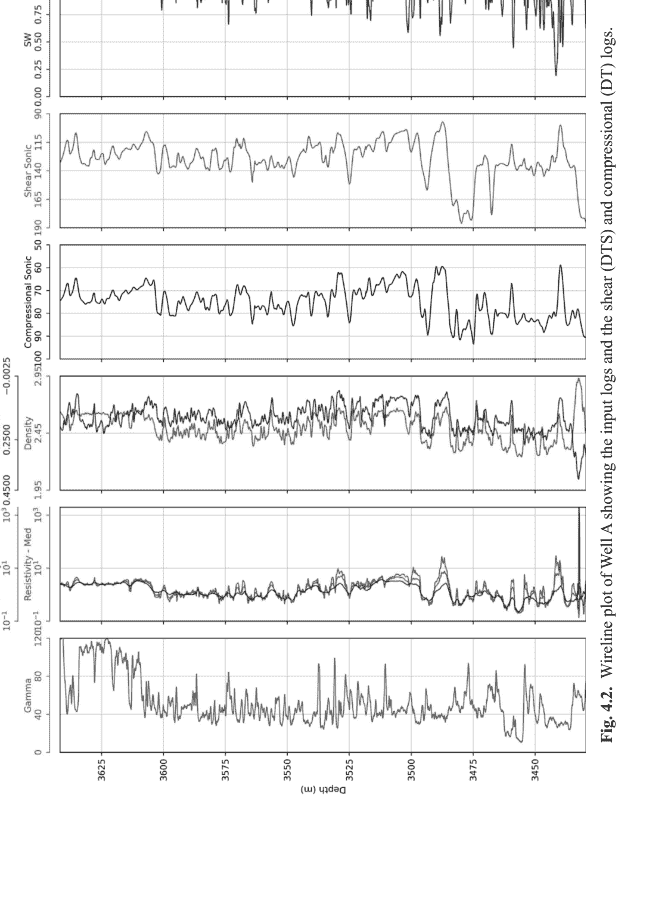 Gamma
0 40 80 120
10⁻¹ 10¹ 10³
Resistivity - Med
10⁻¹ 10¹ 10³
0.4500 0.2500 −0.0025
Density
1.95 2.45 2.95
Compressional Sonic
100 90 80 70 60 50
Shear Sonic
190 165 140 115 90
SW
0.00 0.25 0.50 0.75
Depth (m)
3625
3600
3575
3550
3525
3500
3475
3450
Fig. 4.2. Wireline plot of Well A showing the input logs and the shear (DTS) and compressional (DT) logs.